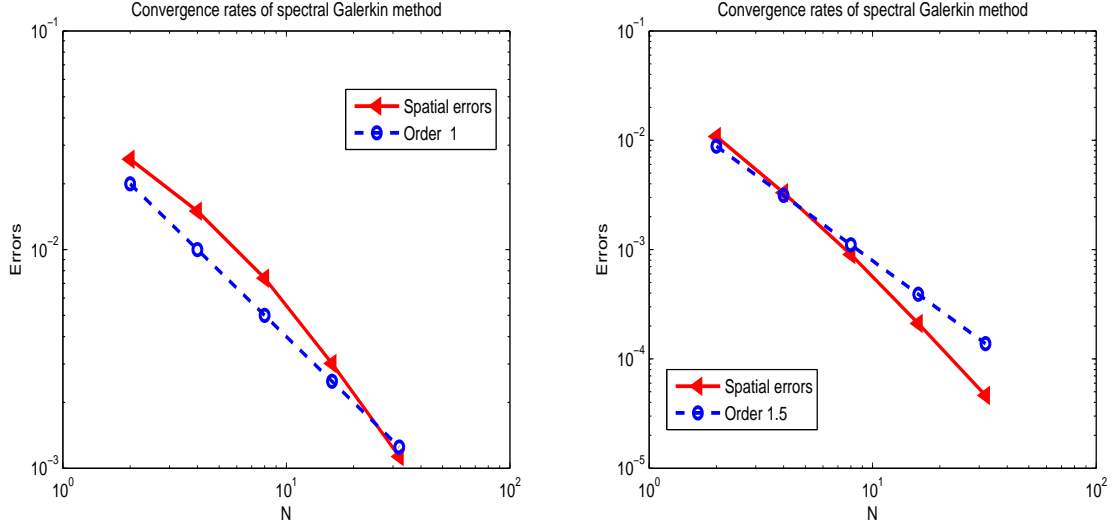 Convergence rates of spectral Galerkin method
10^-1
10^-2
10^-3
Errors
Spatial errors
Order 1
10^0
10^1
10^2
N
Convergence rates of spectral Galerkin method
10^-1
10^-2
10^-3
10^-4
10^-5
Errors
Spatial errors
Order 1.5
10^0
10^1
10^2
N